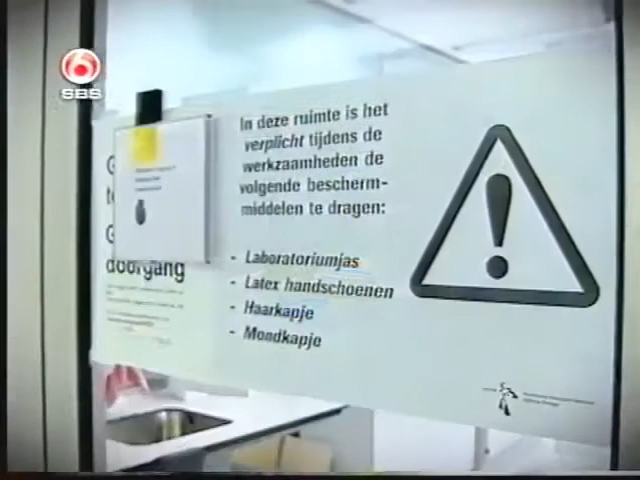 6
SBS
In deze ruimte is het
verplicht tijdens de
werkzaamheden de
volgende bescherm-
middelen te dragen:
- Laboratoriumjas
- Latex handschoenen
- Haarkapje
- Mondkapje
doorgang